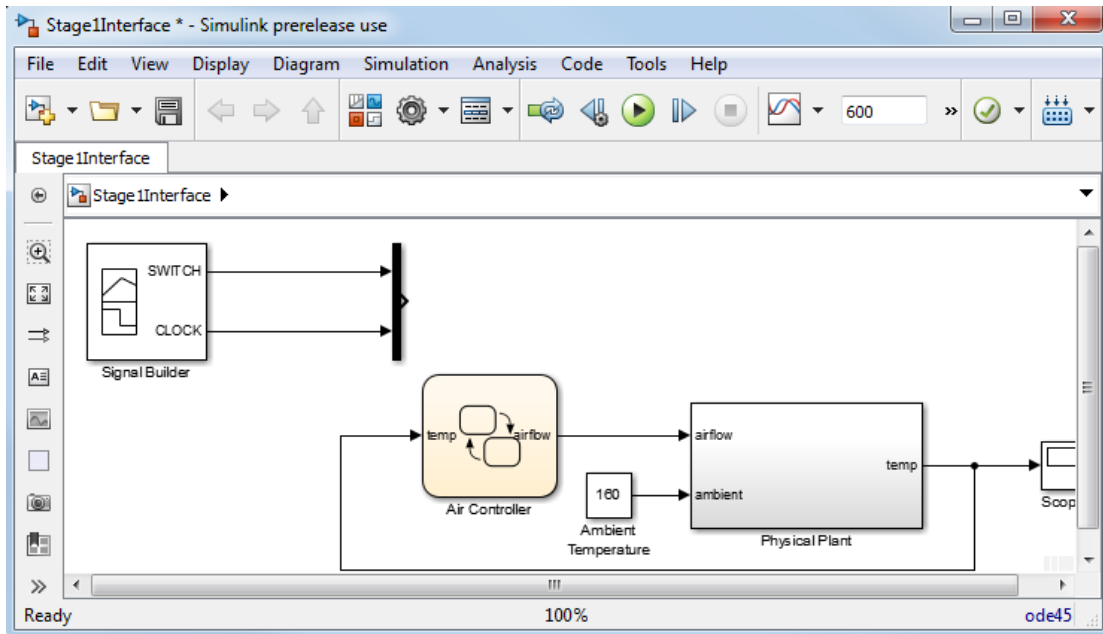 Stage1Interface * - Simulink prerelease use
File Edit View Display Diagram Simulation Analysis Code Tools Help
600 »
Stage1Interface
Stage1Interface
SWITCH
CLOCK
Signal Builder
temp airflow
Air Controller
160
Ambient
Temperature
airflow
temp
ambient
Physical Plant
Scop
»
Ready 100% ode45